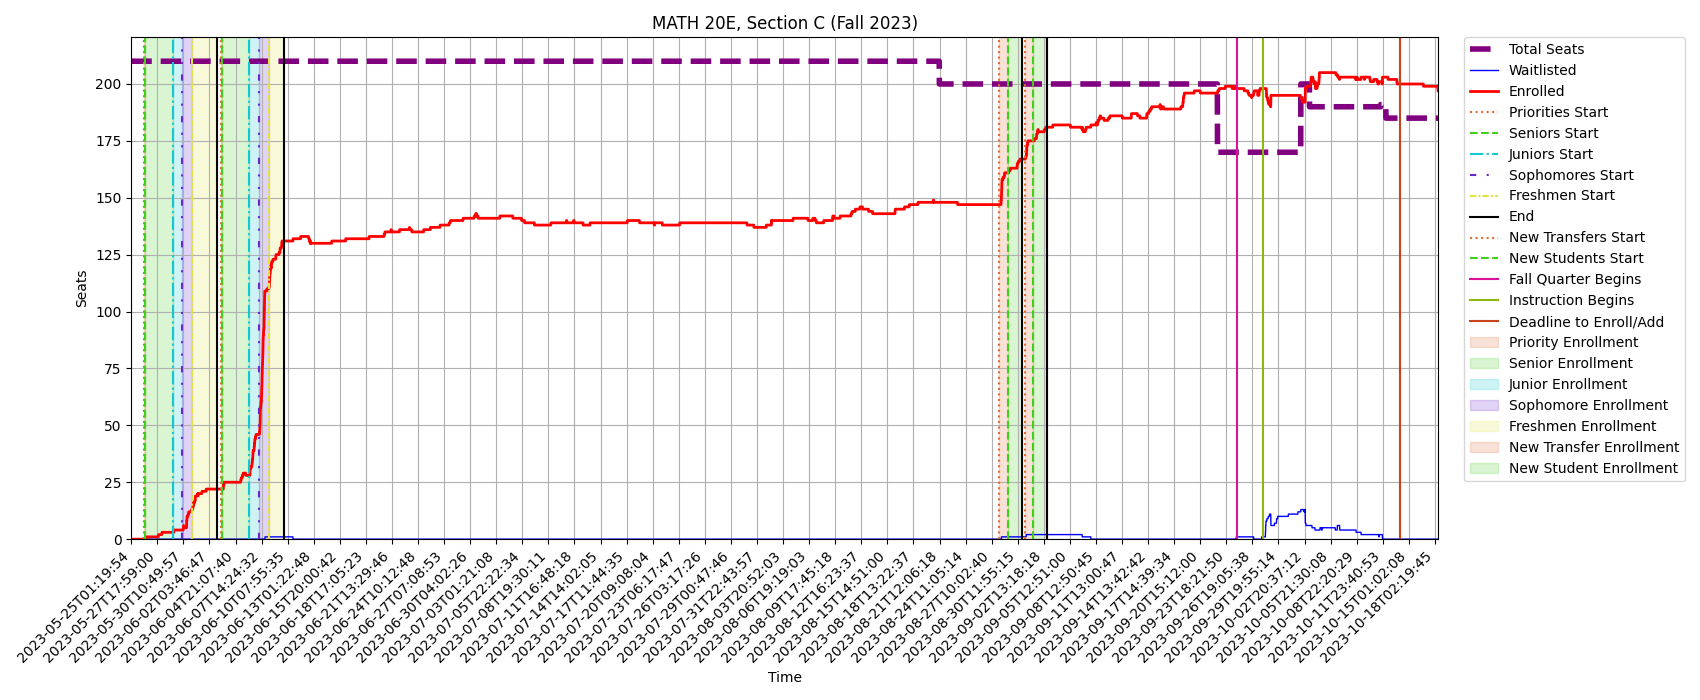 MATH 20E, Section C (Fall 2023)
Seats
200
175
150
125
100
75
50
25
0
2023-05-25T01:19:54
2023-05-27T17:59:00
2023-05-30T10:49:57
2023-06-02T03:46:47
2023-06-04T21:07:40
2023-06-07T14:24:32
2023-06-10T07:55:35
2023-06-13T01:22:48
2023-06-15T20:00:42
2023-06-18T17:05:23
2023-06-21T13:29:46
2023-06-24T10:12:48
2023-06-27T07:08:53
2023-06-30T04:02:26
2023-07-03T01:21:08
2023-07-05T22:22:34
2023-07-08T19:30:11
2023-07-11T16:48:18
2023-07-14T14:02:05
2023-07-17T11:44:35
2023-07-20T09:08:04
2023-07-23T06:17:47
2023-07-26T03:17:26
2023-07-29T00:47:46
2023-07-31T22:43:57
2023-08-03T20:52:03
2023-08-06T19:19:03
2023-08-09T17:45:18
2023-08-12T16:23:37
2023-08-15T14:51:00
2023-08-18T13:22:37
2023-08-21T12:06:18
2023-08-24T11:05:14
2023-08-27T10:02:40
2023-08-30T11:55:15
2023-09-02T13:18:19
2023-09-05T12:51:00
2023-09-08T12:50:45
2023-09-11T13:00:47
2023-09-14T13:42:42
2023-09-17T14:39:34
2023-09-20T15:12:00
2023-09-23T18:21:50
2023-09-26T19:05:38
2023-09-29T19:55:14
2023-10-02T20:37:12
2023-10-05T21:30:08
2023-10-08T22:20:29
2023-10-11T23:40:53
2023-10-15T01:02:08
2023-10-18T02:19:45
Time
Total Seats
Waitlisted
Enrolled
Priorities Start
Seniors Start
Juniors Start
Sophomores Start
Freshmen Start
End
New Transfers Start
New Students Start
Fall Quarter Begins
Instruction Begins
Deadline to Enroll/Add
Priority Enrollment
Senior Enrollment
Junior Enrollment
Sophomore Enrollment
Freshmen Enrollment
New Transfer Enrollment
New Student Enrollment